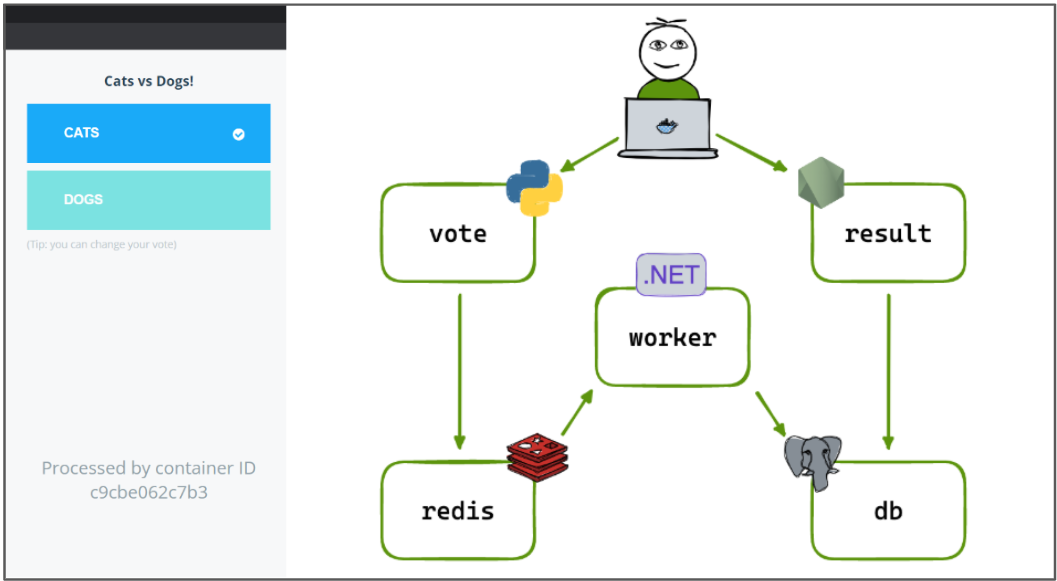 Cats vs Dogs!
CATS
DOGS
(Tip: you can change your vote)
Processed by container ID
c9cbe062c7b3
vote
result
.NET
worker
redis
db